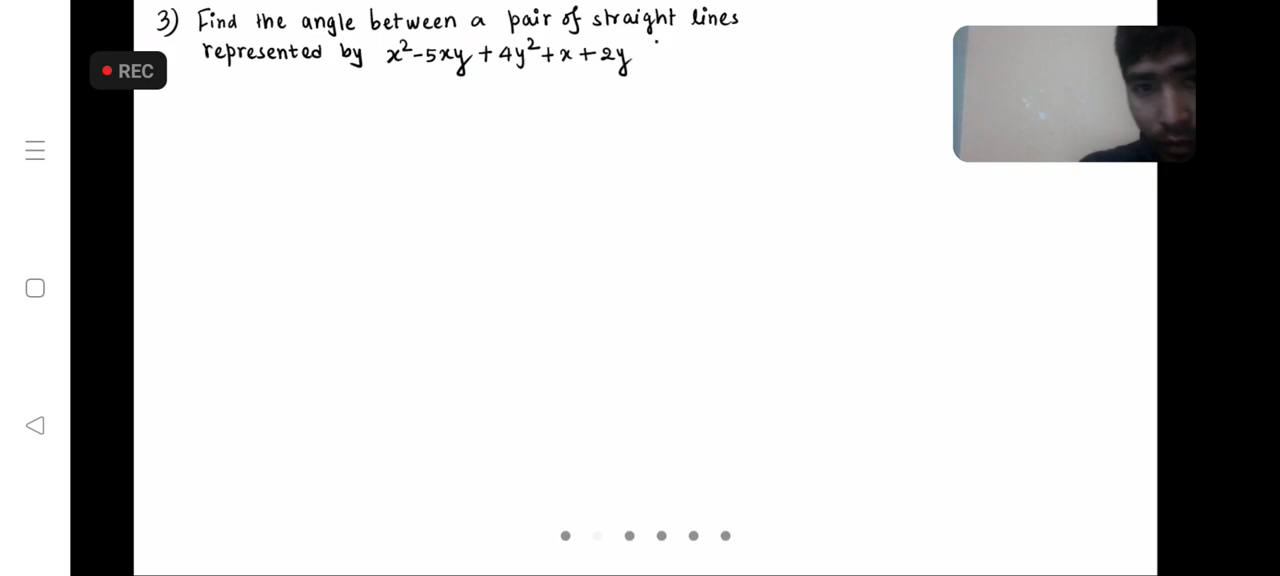 3) Find the angle between a pair of straight lines
represented by x²-5xy+4y²+x+2y
REC